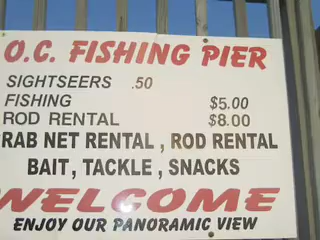 O.C. FISHING PIER
SIGHTSEERS .50
FISHING $5.00
ROD RENTAL $8.00
RAB NET RENTAL, ROD RENTAL
BAIT, TACKLE, SNACKS
WELCOME
ENJOY OUR PANORAMIC VIEW